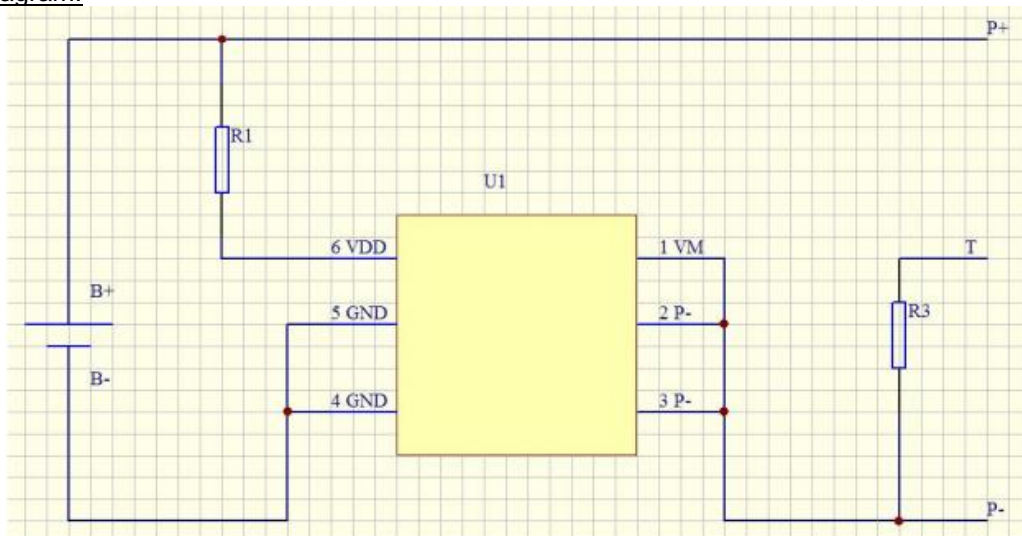 P+
R1
U1
6 VDD
1 VM
T
B+
5 GND
2 P-
R3
B-
4 GND
3 P-
P-